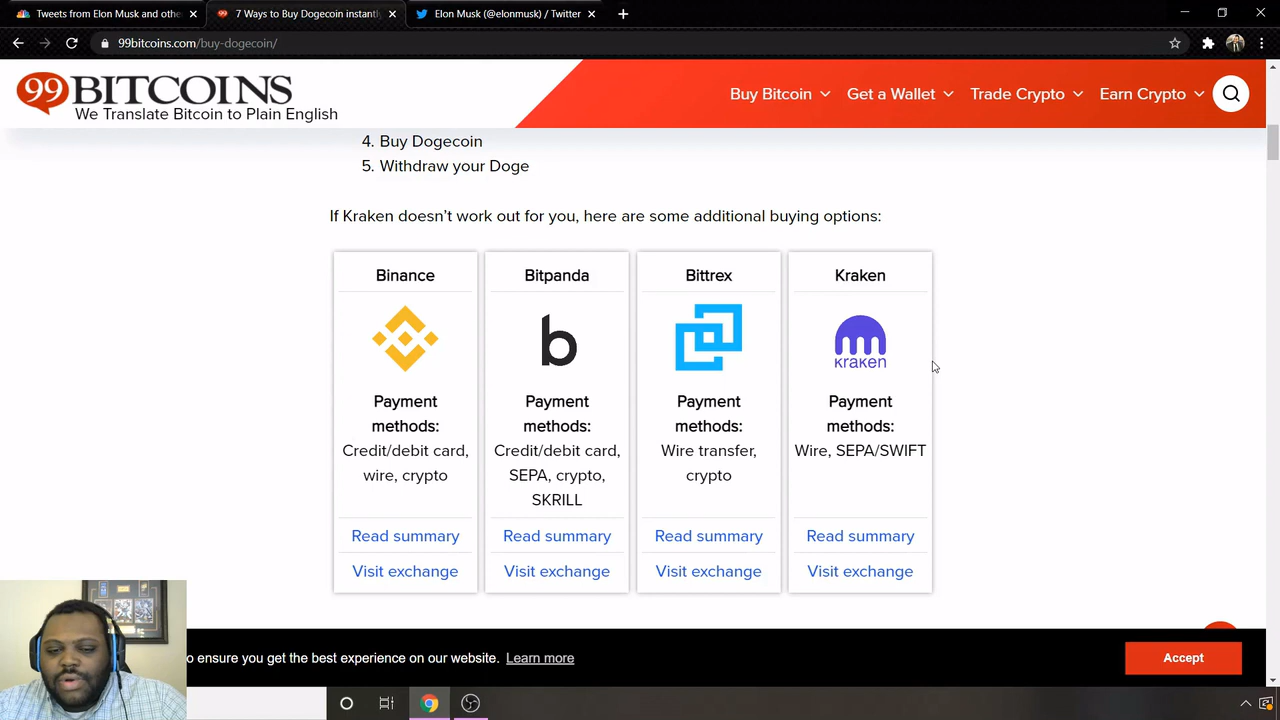 Tweets from Elon Musk and othe
7 Ways to Buy Dogecoin instantl
Elon Musk (@elonmusk) / Twitter
99bitcoins.com/buy-dogecoin/
99BITCOINS
We Translate Bitcoin to Plain English
Buy Bitcoin
Get a Wallet
Trade Crypto
Earn Crypto
4. Buy Dogecoin
5. Withdraw your Doge
If Kraken doesn’t work out for you, here are some additional buying options:
Binance
Payment
methods:
Credit/debit card,
wire, crypto
Read summary
Visit exchange
Bitpanda
b
Payment
methods:
Credit/debit card,
SEPA, crypto,
SKRILL
Read summary
Visit exchange
Bittrex
Payment
methods:
Wire transfer,
crypto
Read summary
Visit exchange
Kraken
kraken
Payment
methods:
Wire, SEPA/SWIFT
Read summary
Visit exchange
o ensure you get the best experience on our website. Learn more
Accept